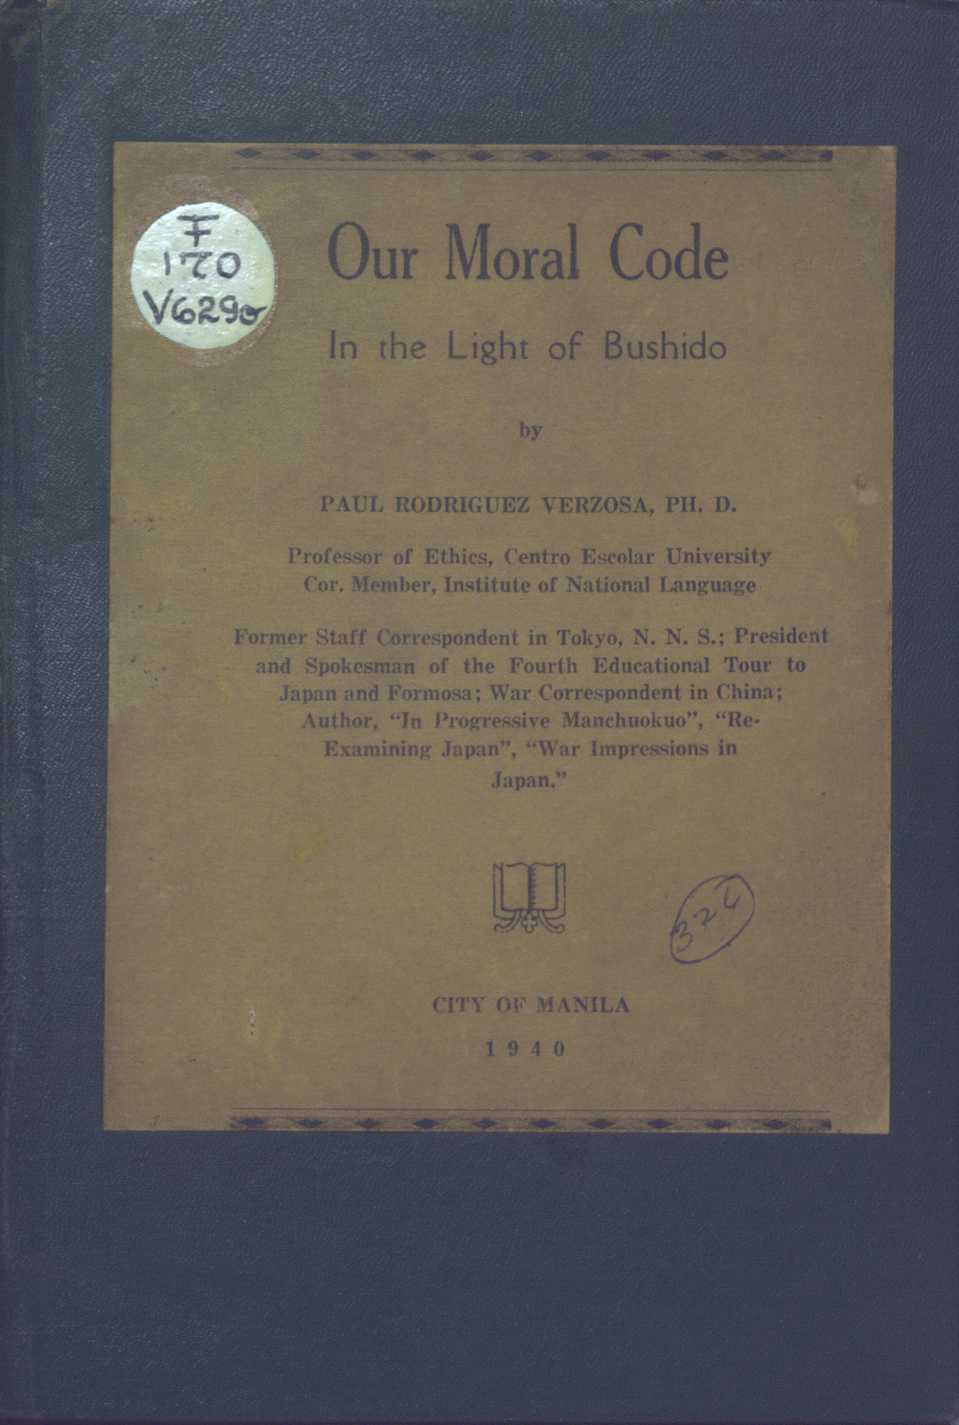 F
170
V629o
Our Moral Code
In the Light of Bushido
by
PAUL RODRIGUEZ VERZOSA, PH. D.
Professor of Ethics, Centro Escolar University
Cor. Member, Institute of National Language
Former Staff Correspondent in Tokyo, N. N. S.; President
and Spokesman of the Fourth Educational Tour to
Japan and Formosa; War Correspondent in China;
Author, “In Progressive Manchuokuo”, “Re-
Examining Japan”, “War Impressions in
Japan.”
CITY OF MANILA
1940